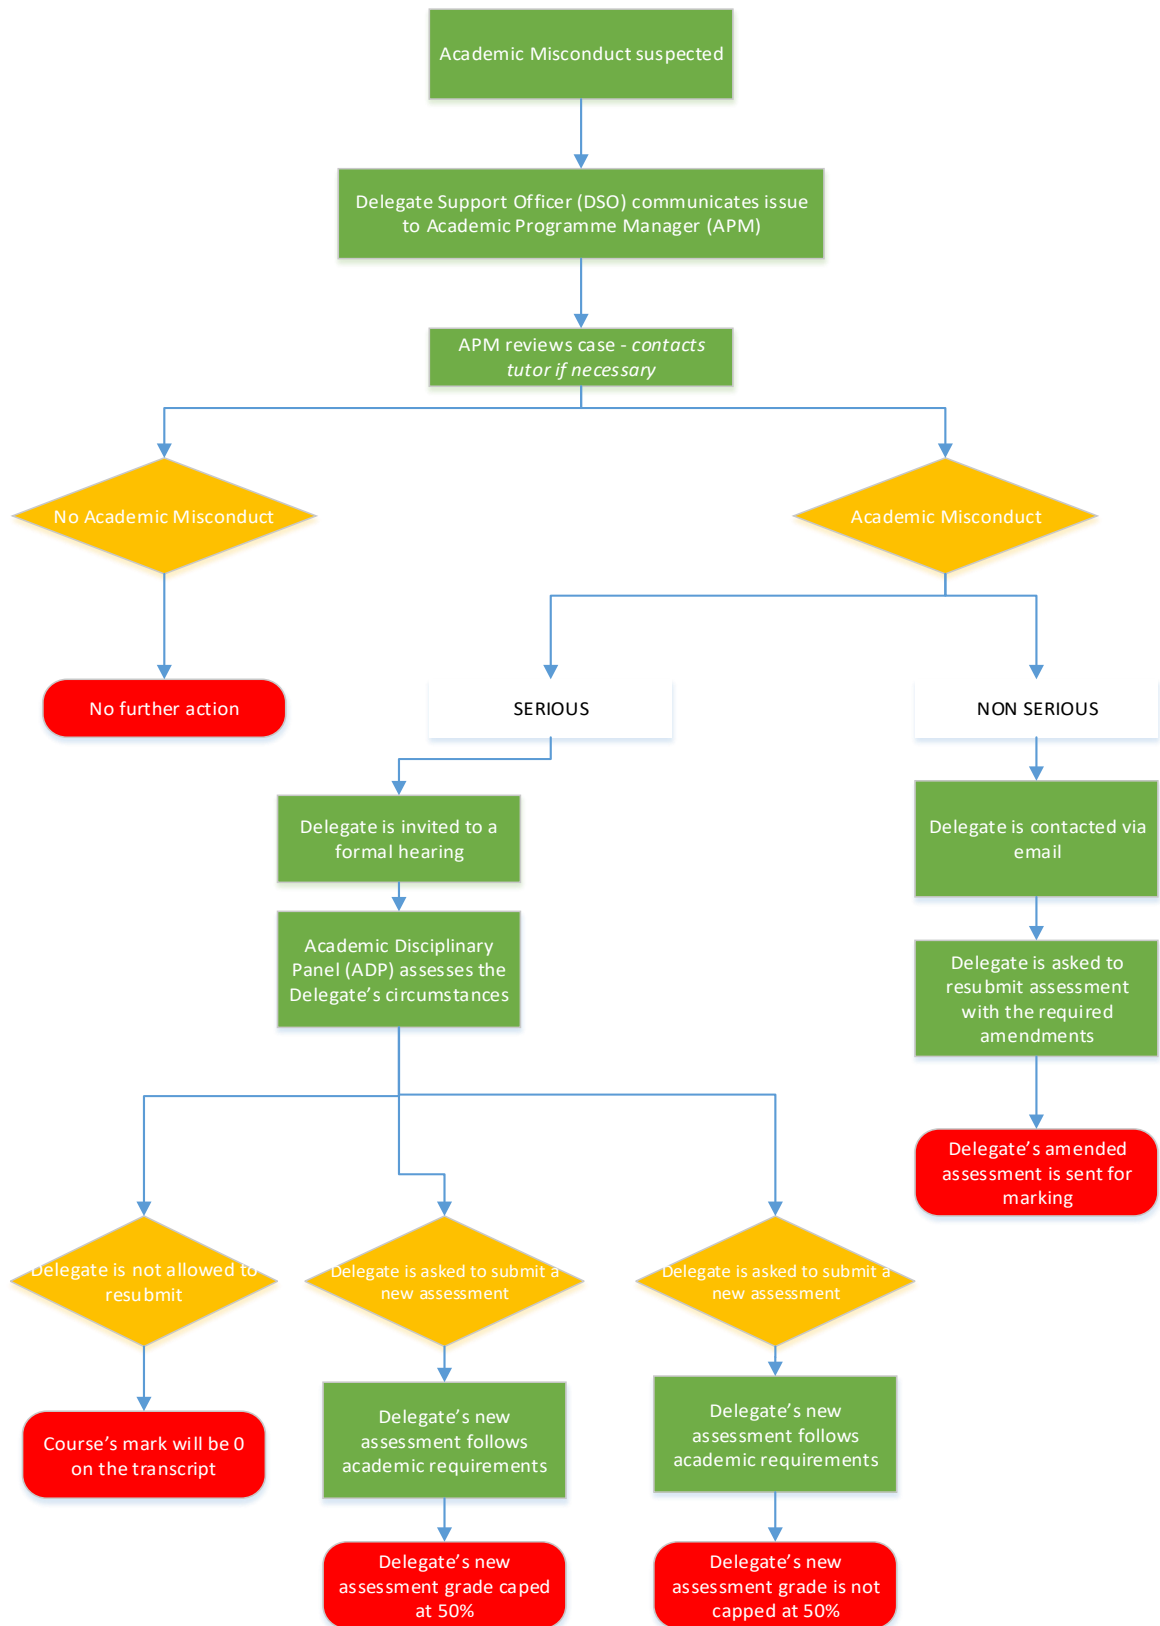 Academic Misconduct suspected
Delegate Support Officer (DSO) communicates issue
to Academic Programme Manager (APM)
APM reviews case - contacts
tutor if necessary
No Academic Misconduct
Academic Misconduct
No further action
SERIOUS
NON SERIOUS
Delegate is invited to a
formal hearing
Delegate is contacted via
email
Academic Disciplinary
Panel (ADP) assesses the
Delegate's circumstances
Delegate is asked to
resubmit assessment
with the required
amendments
Delegate's amended
assessment is sent for
marking
Delegate is not allowed to
resubmit
Delegate is asked to submit a
new assessment
Delegate is asked to submit a
new assessment
Course's mark will be 0
on the transcript
Delegate's new
assessment follows
academic requirements
Delegate's new
assessment follows
academic requirements
Delegate's new
assessment grade caped
at 50%
Delegate's new
assessment grade is not
capped at 50%